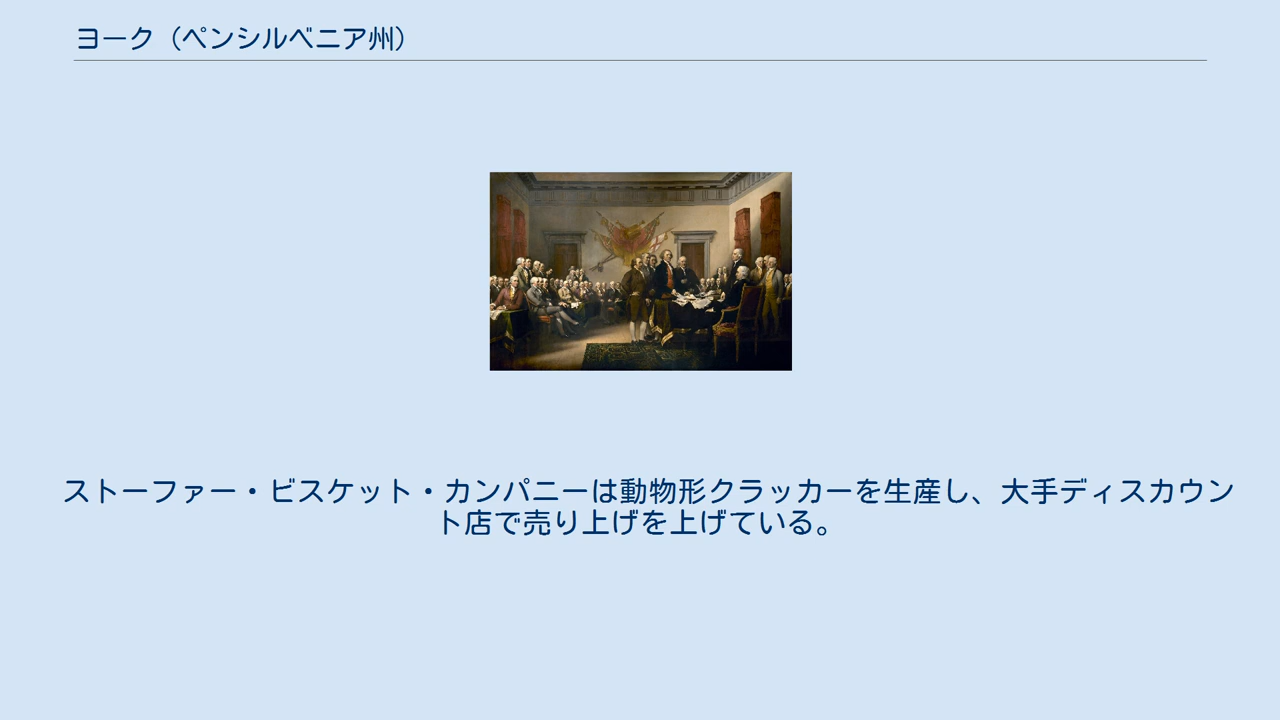 ヨーク（ペンシルベニア州）
ストーファー・ビスケット・カンパニーは動物形クラッカーを生産し、大手ディスカウン
ト店で売り上げを上げている。